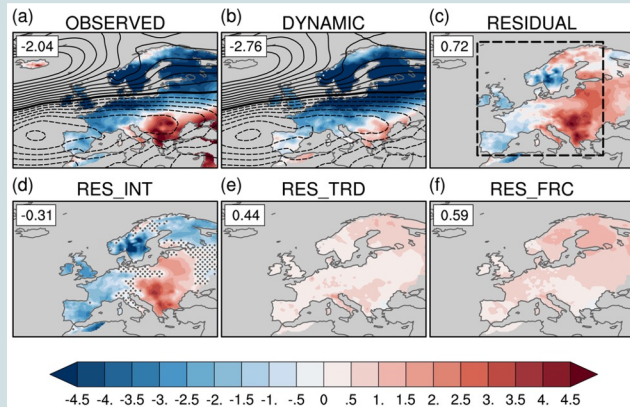 (a) OBSERVED (b) DYNAMIC (c) RESIDUAL
-2.04 -2.76 0.72
(d) RES_INT (e) RES_TRD (f) RES_FRC
-0.31 0.44 0.59
-4.5 -4. -3.5 -3. -2.5 -2. -1.5 -1. -.5 0 .5 1. 1.5 2. 2.5 3. 3.5 4. 4.5